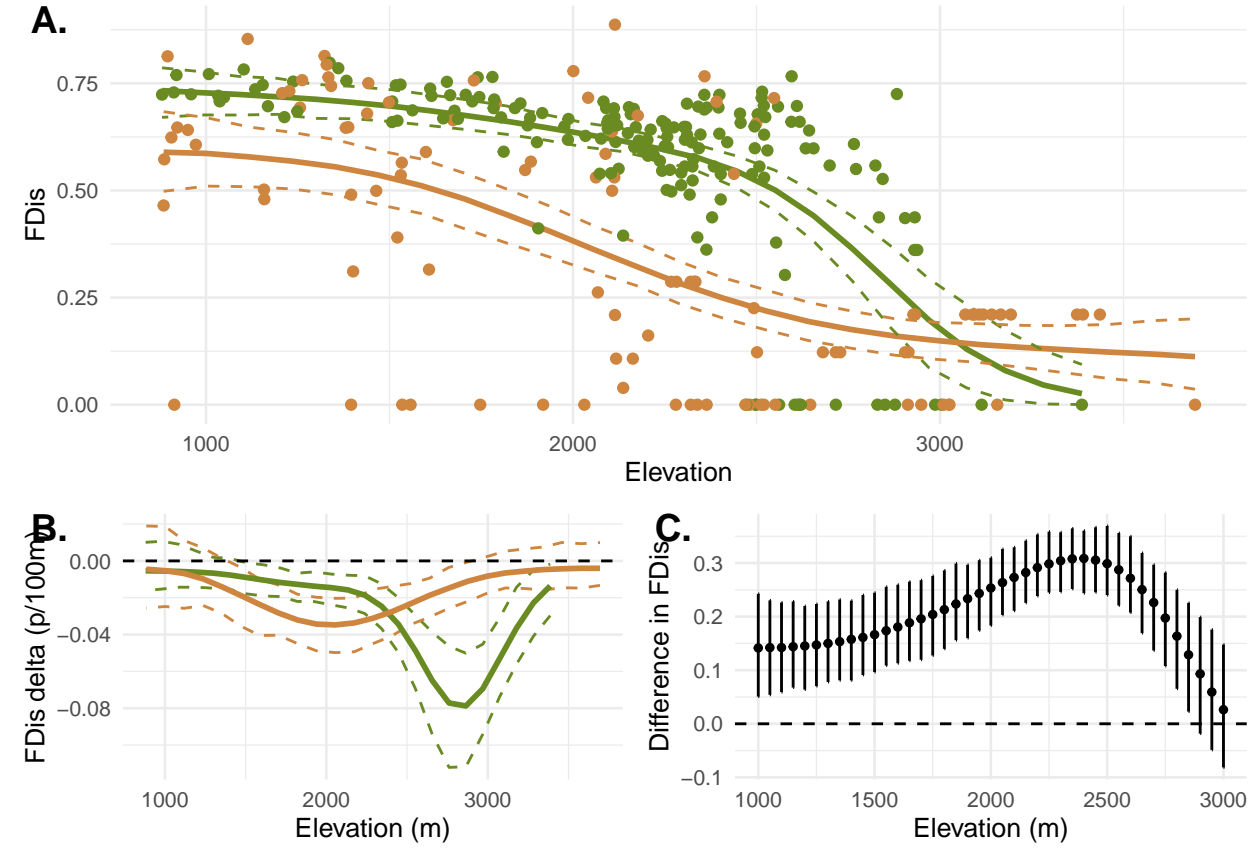 A.
FDis
0.75
0.50
0.25
0.00
1000 2000 3000
Elevation
B.
FDis delta (p/100m)
0.00
−0.04
−0.08
1000 2000 3000
Elevation (m)
C.
Difference in FDis
0.3
0.2
0.1
0.0
−0.1
1000 1500 2000 2500 3000
Elevation (m)